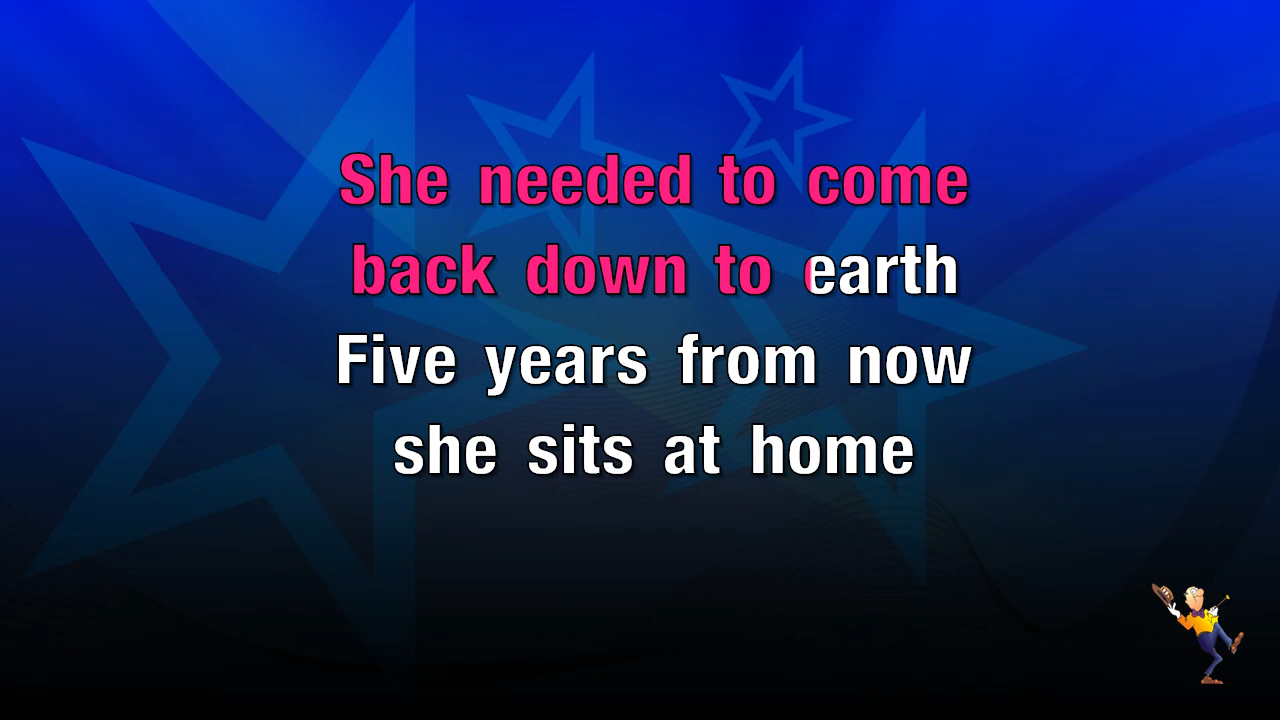 She needed to come
back down to earth
Five years from now
she sits at home